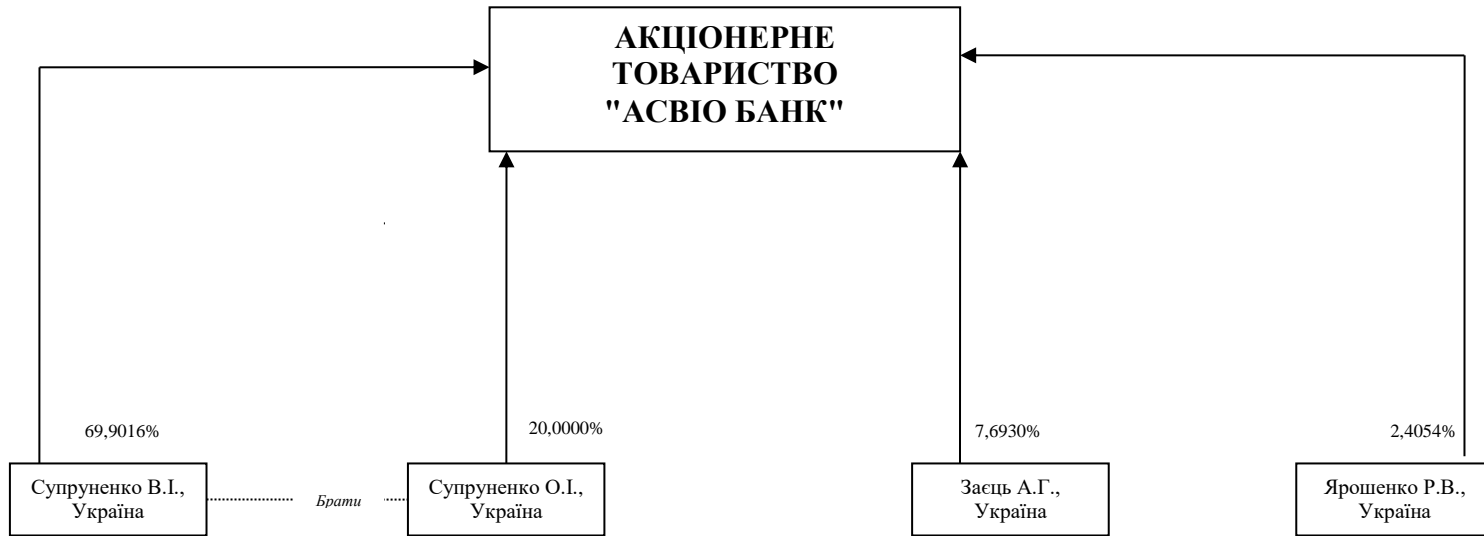 АКЦІОНЕРНЕ
ТОВАРИСТВО
"АСВІО БАНК"
69,9016%
20,0000%
7,6930%
2,4054%
Супруненко В.І.,
Україна
Брати
Супруненко О.І.,
Україна
Заєць А.Г.,
Україна
Ярошенко Р.В.,
Україна